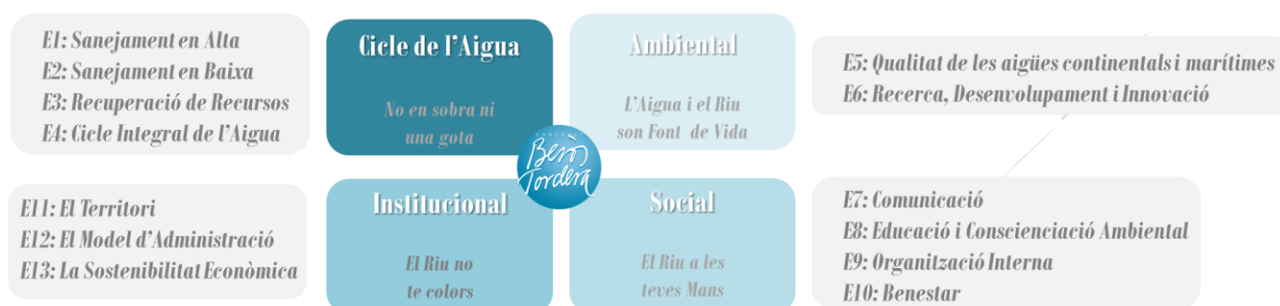 E1: Sanejament en Alta
E2: Sanejament en Baixa
E3: Recuperació de Recursos
E4: Cicle Integral de l'Aigua
Cicle de l'Aigua
No en sobra ni
una gota
Ambiental
L'Aigua i el Riu
son Font de Vida
E5: Qualitat de les aigües continentals i marítimes
E6: Recerca, Desenvolupament i Innovació
Besòs
Tordera
E11: El Territori
E12: El Model d'Administració
E13: La Sostenibilitat Econòmica
Institucional
El Riu no
te colors
Social
El Riu a les
teves Mans
E7: Comunicació
E8: Educació i Conscienciació Ambiental
E9: Organització Interna
E10: Benestar